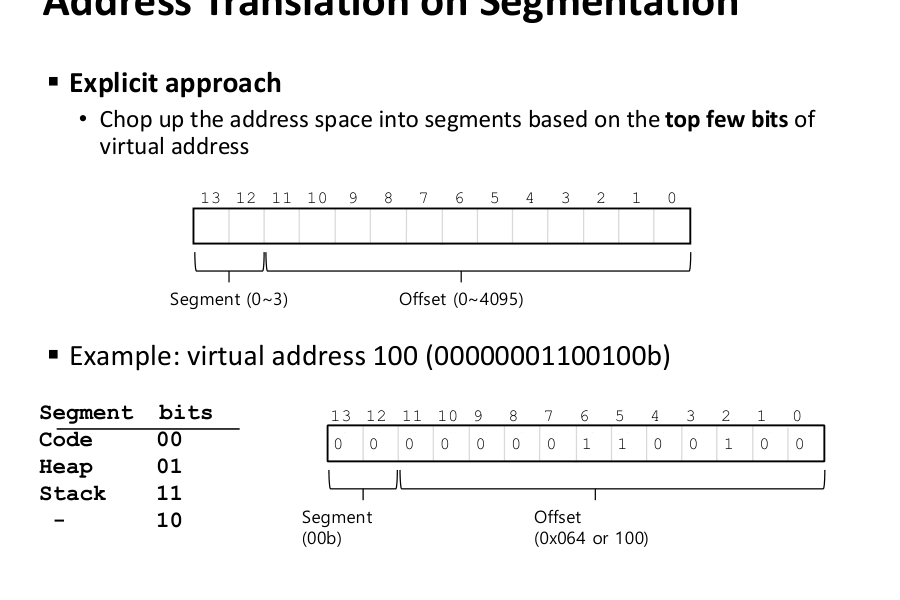 Address Translation on Segmentation
▪ Explicit approach
• Chop up the address space into segments based on the top few bits of
virtual address
13 12 11 10 9 8 7 6 5 4 3 2 1 0
Segment (0~3) Offset (0~4095)
▪ Example: virtual address 100 (00000001100100b)
Segment bits
Code 00
Heap 01
Stack 11
- 10
13 12 11 10 9 8 7 6 5 4 3 2 1 0
0 0 0 0 0 0 0 1 1 0 0 1 0 0
Segment
(00b)
Offset
(0x064 or 100)